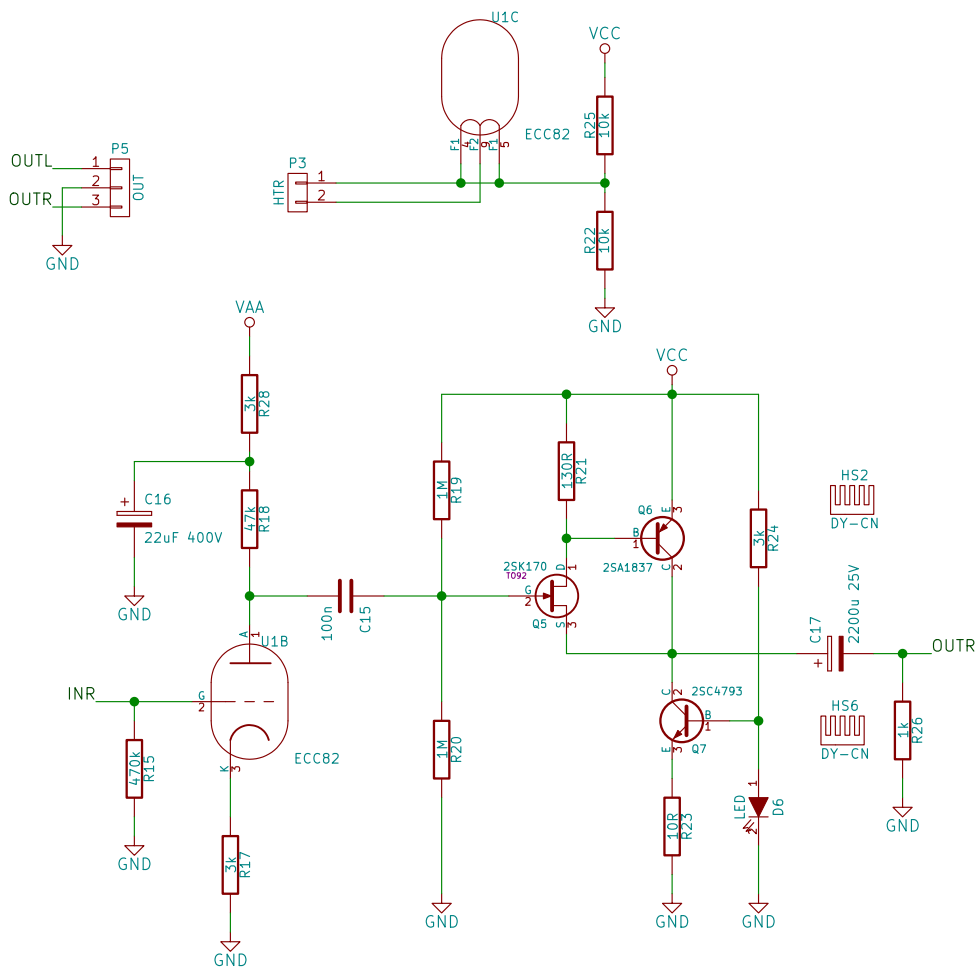 U1C
VCC
R25
10k
ECC82
F1
4
F2
9
F1
5
P5
OUTL
1
2
OUTR
3
OUT
GND
P3
HTR
1
2
R22
10k
GND
VAA
3k
R28
C16
+
22uF 400V
GND
47k
R18
100n
C15
A
1
U1B
INR
G
2
ECC82
K
3
470k
R15
GND
3k
R17
GND
VCC
1M
R19
130R
R21
Q6
E
3
B
1
C
2
2SA1837
3k
R24
HS2
DY-CN
2SK170
TO92
D
1
G
2
S
3
Q5
C17
+
2200u 25V
OUTR
2SC4793
C
2
B
1
E
3
Q7
HS6
DY-CN
1k
R26
GND
1M
R20
GND
10R
R23
GND
LED
1
2
D6
GND